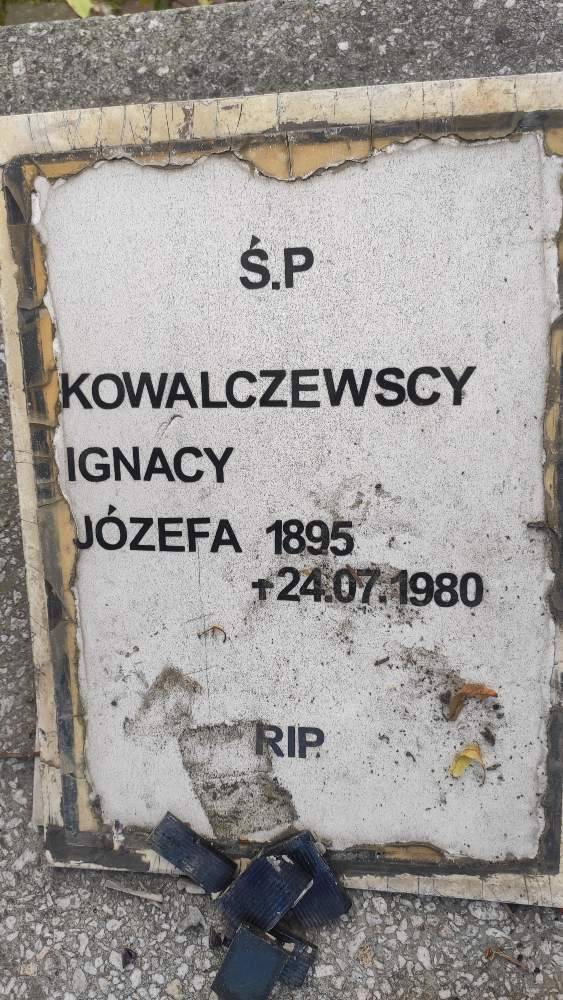 Ś.P
KOWALCZEWSCY
IGNACY
JÓZEFA 1895
+24.07.1980
RIP